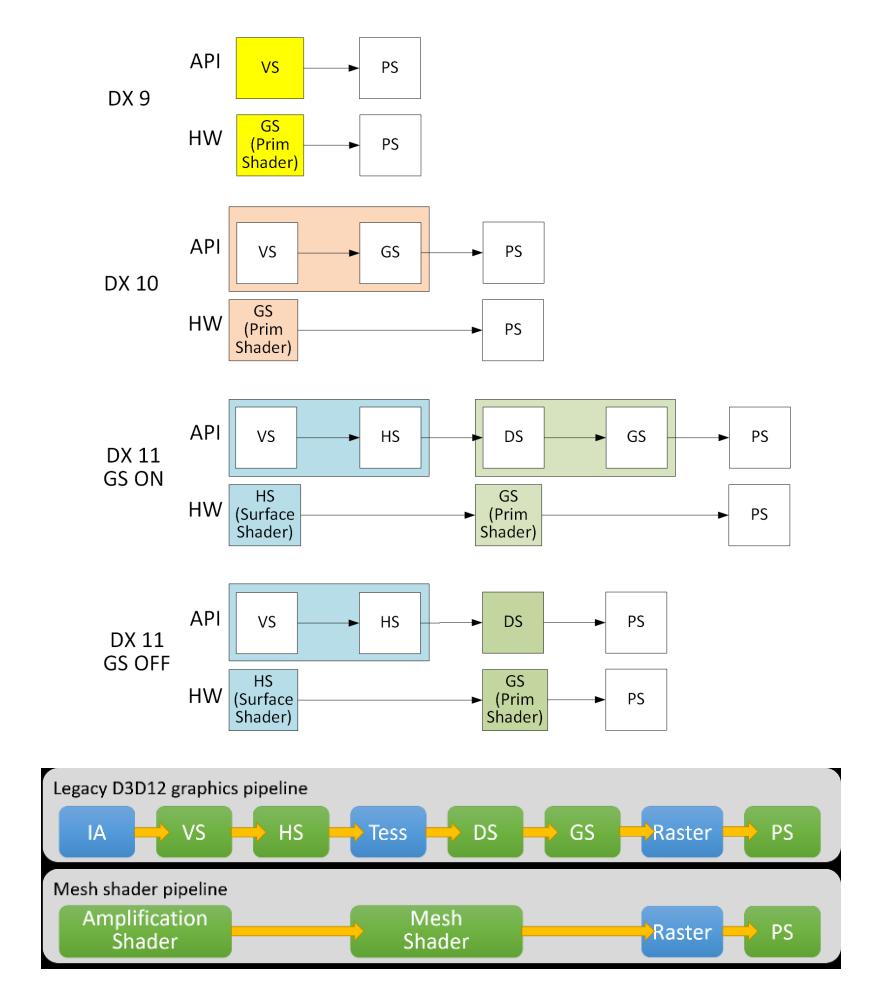 API
VS
PS
DX 9
HW
GS
(Prim
Shader)
PS
API
VS
GS
PS
DX 10
HW
GS
(Prim
Shader)
PS
API
VS
HS
DS
GS
PS
DX 11
GS ON
HW
HS
(Surface
Shader)
GS
(Prim
Shader)
PS
API
VS
HS
DS
PS
DX 11
GS OFF
HW
HS
(Surface
Shader)
GS
(Prim
Shader)
PS
Legacy D3D12 graphics pipeline
IA
VS
HS
Tess
DS
GS
Raster
PS
Mesh shader pipeline
Amplification
Shader
Mesh
Shader
Raster
PS